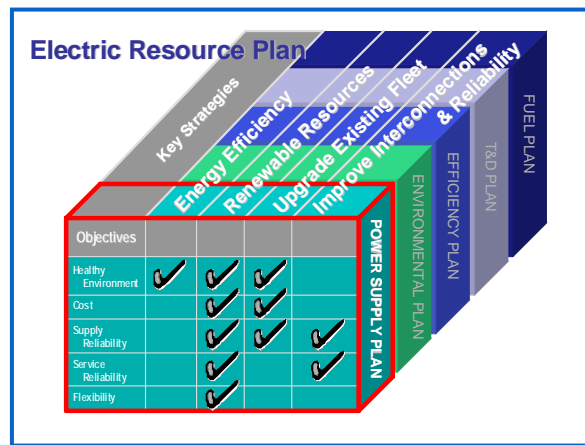 Electric Resource Plan
Key Strategies
Energy Efficiency
Renewable Resources
Upgrade Existing Fleet
Improve Interconnections
& Reliability
Objectives
Healthy
Environment
Cost
Supply
Reliability
Service
Reliability
Flexibility
POWER SUPPLY PLAN
ENVIRONMENTAL PLAN
EFFICIENCY PLAN
T&D PLAN
FUEL PLAN